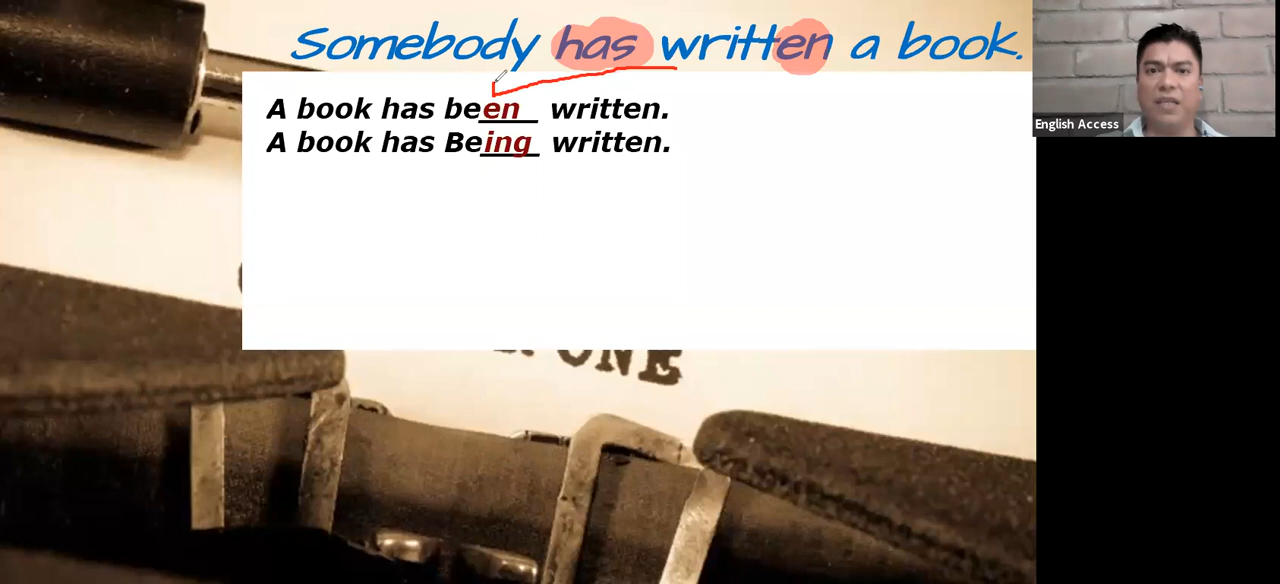 Somebody has written a book.
English Access
A book has been written.
A book has Being written.
ONE